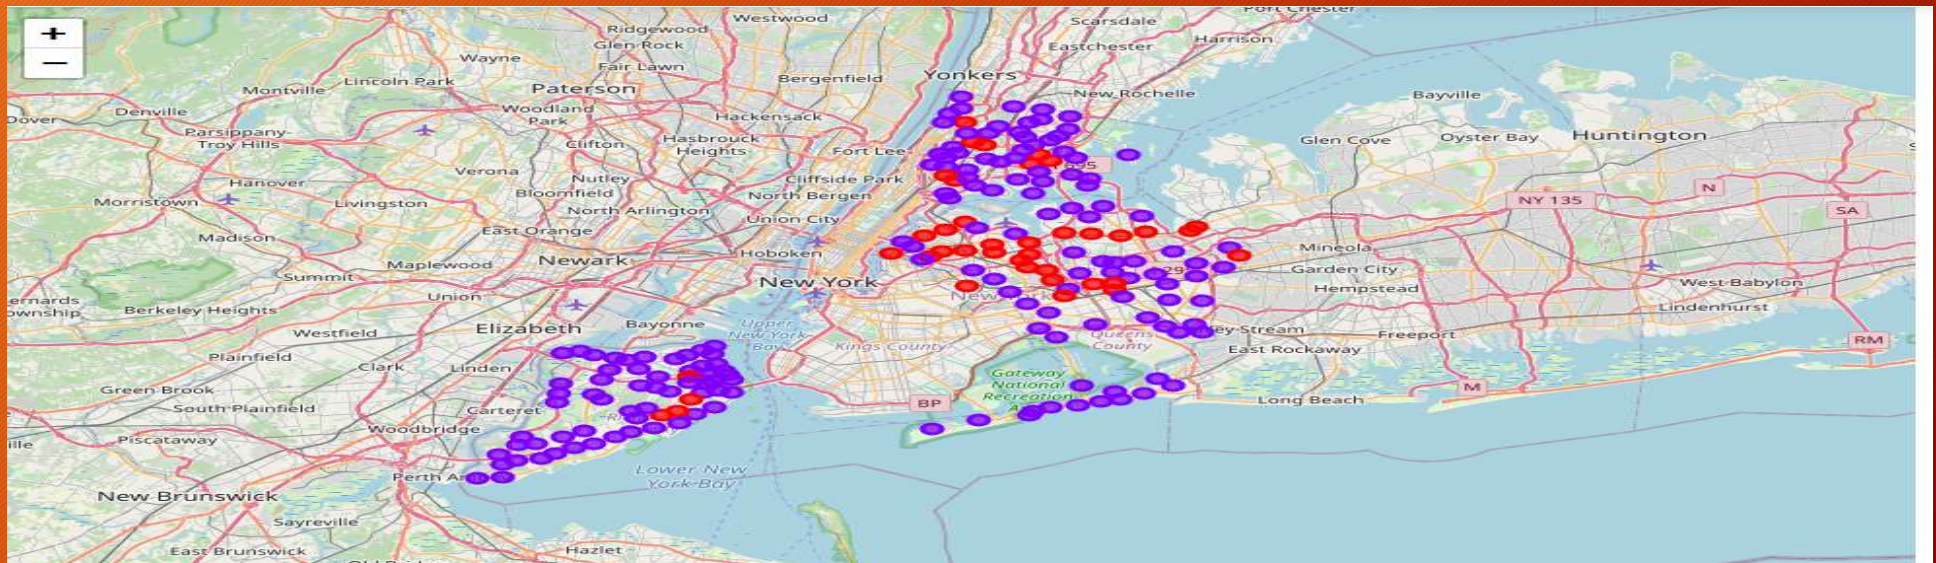 +
−
Ridgewood
Glen Rock
Fair Lawn
Westwood
Scarsdale
Port Chester
Eastchester
Harrison
Wayne
Lincoln Park
Montville
Paterson
Bergenfield
Yonkers
New Rochelle
Bayville
Dover
Denville
Parsippany-
Troy Hills
Woodland
Park
Hackensack
Hasbrouck
Heights
Clifton
Fort Lee
Glen Cove
Oyster Bay
Huntington
Verona
Nutley
Bloomfield
Cliffside Park
North Bergen
Hanover
Morristown
Livingston
North Arlington
Union City
N
NY 135
SA
Madison
East Orange
Maplewood
Newark
Hoboken
Mineola
Garden City
Summit
Union
New York
Hempstead
West Babylon
Berkeley Heights
Lindenhurst
Westfield
Elizabeth
Bayonne
Upper
New York
Bay
Kings County
Queens
County
ey Stream
Freeport
East Rockaway
RM
Plainfield
Clark
Linden
Gateway
National
Recreation
M
Green Brook
South Plainfield
Carteret
BP
Long Beach
Woodbridge
Piscataway
Perth
Lower New
York Bay
New Brunswick
Sayreville
East Brunswick
Hazlet